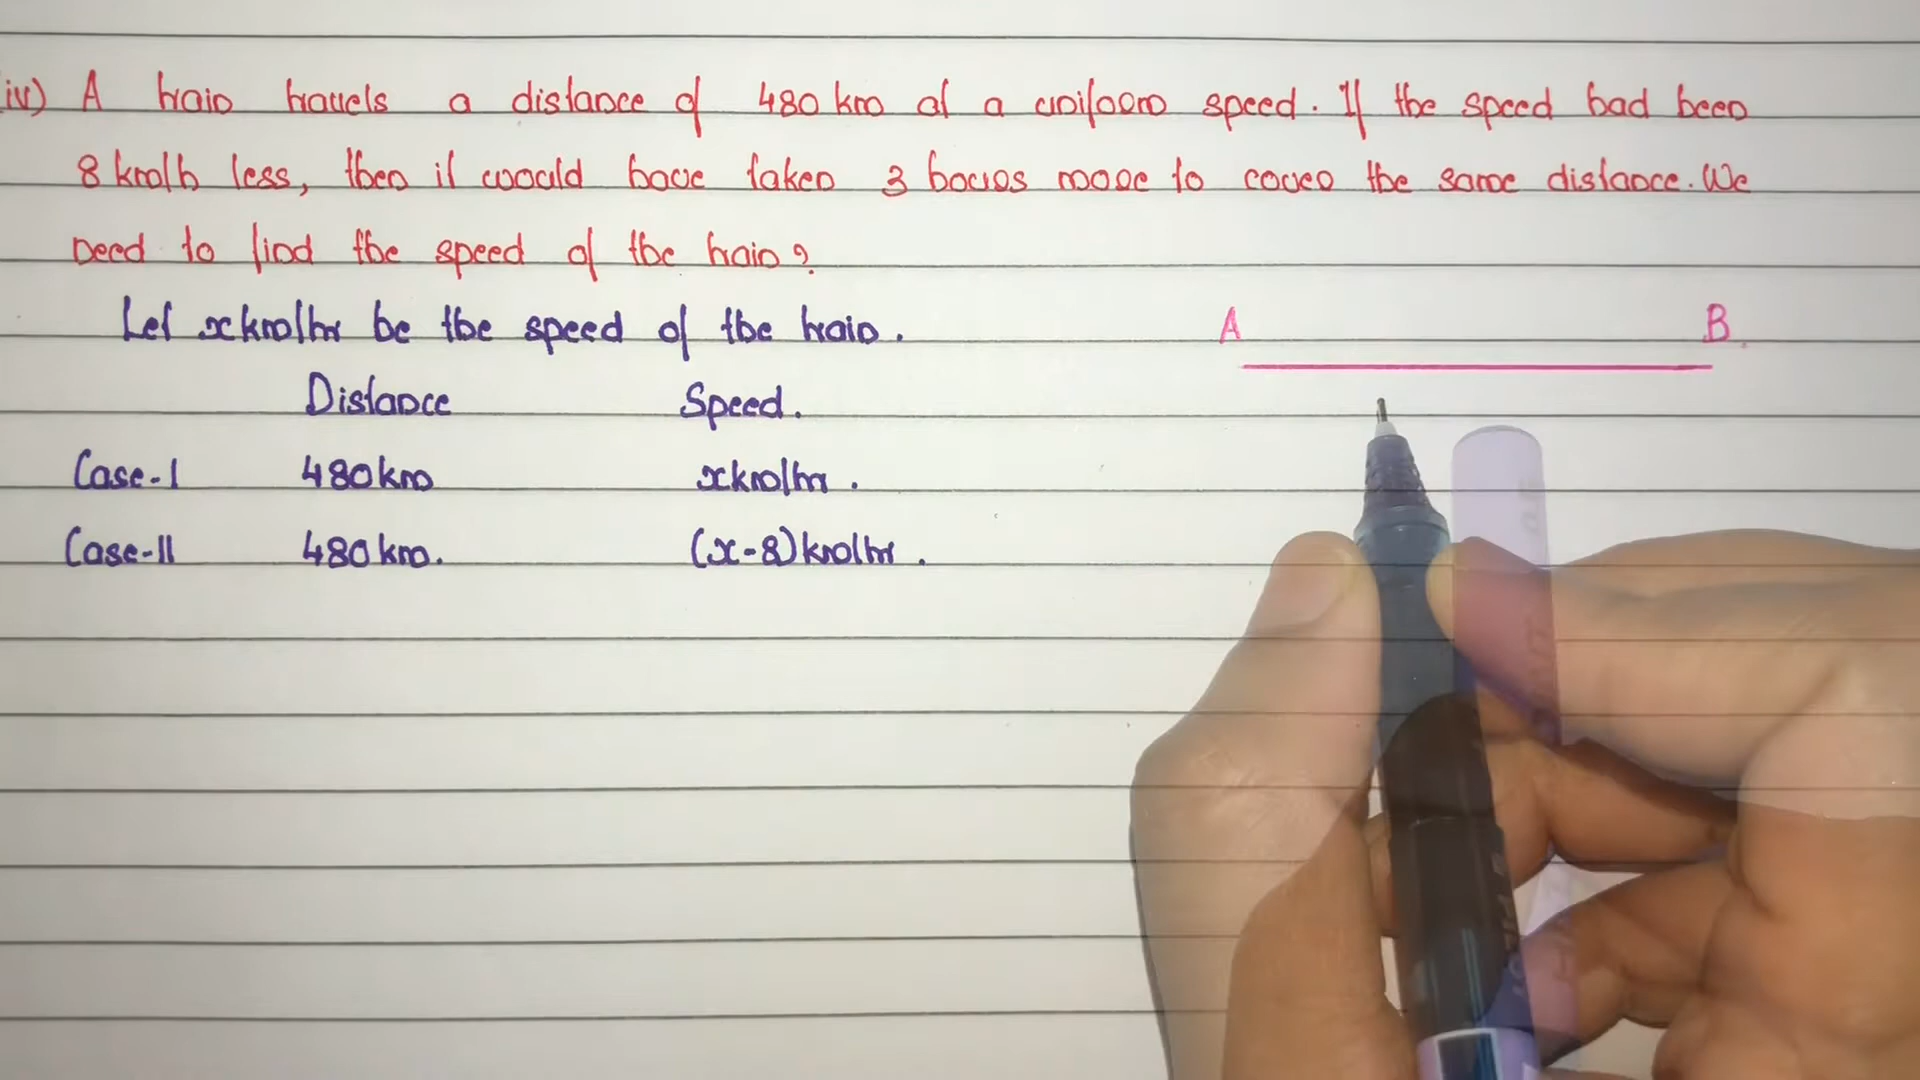 iv) A train travels a distance of 480 km at a uniform speed. If the speed had been
8 km/h less, then it would have taken 3 hours more to cover the same distance. We
need to find the speed of the train?
Let x km/hr be the speed of the train.
A B
Distance Speed.
Case-I 480 km x km/hr.
Case-II 480 km. (x-8) km/hr.